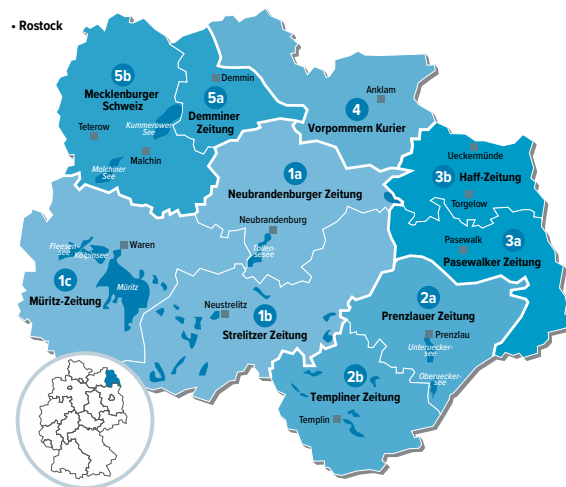 • Rostock
5b
Mecklenburger
Schweiz
Teterow
Kummerower
See
Malchin
Malchiner
See
Demmin
5a
Demminer
Zeitung
Anklam
4
Vorpommern Kurier
1a
Neubrandenburger Zeitung
Neubrandenburg
Tollen-
sesee
Ueckermünde
3b
Haff-Zeitung
Torgelow
3a
Pasewalk
Pasewalker Zeitung
Fleesen-
see
Kölpinsee
Waren
1c
Müritz
Müritz-Zeitung
Neustrelitz
1b
Strelitzer Zeitung
2a
Prenzlauer Zeitung
Prenzlau
Unteruecker-
see
Oberuecker-
see
2b
Templiner Zeitung
Templin